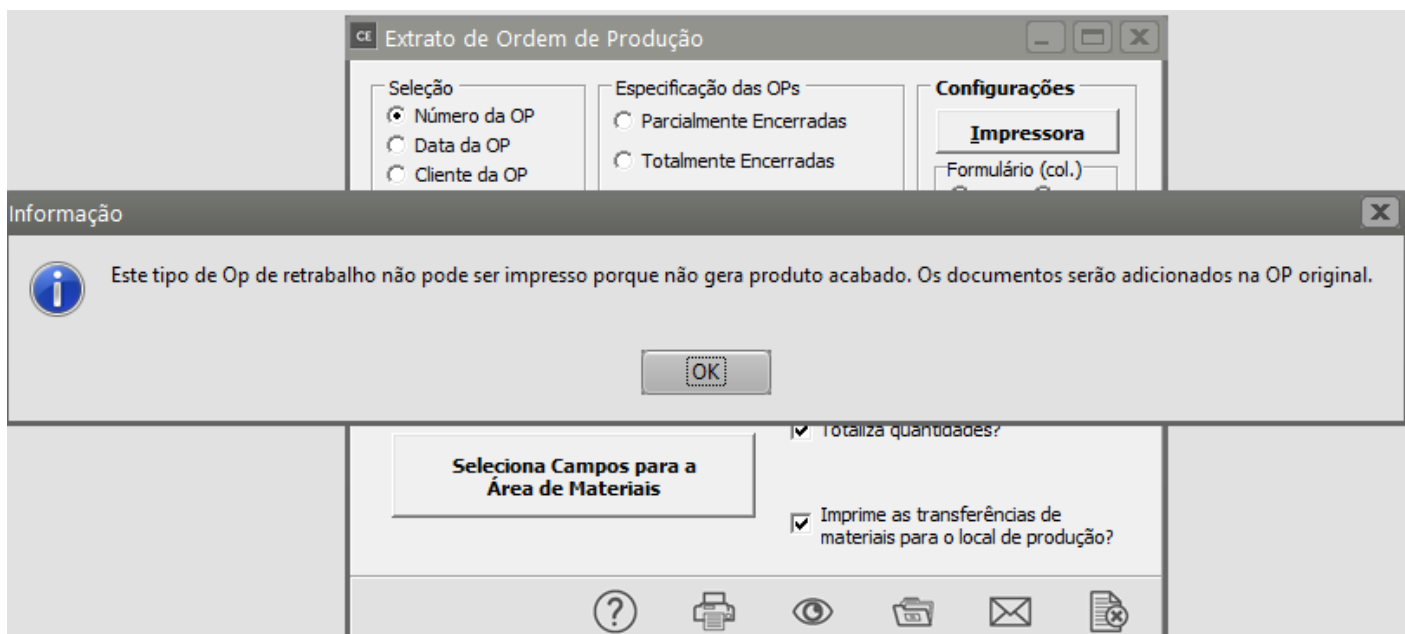 CE Extrato de Ordem de Produção
Seleção
Número da OP
Data da OP
Cliente da OP
Especificação das OPs
Parcialmente Encerradas
Totalmente Encerradas
Configurações
Impressora
Formulário (col.)
Informação
Este tipo de Op de retrabalho não pode ser impresso porque não gera produto acabado. Os documentos serão adicionados na OP original.
OK
Totaliza quantidades?
Seleciona Campos para a
Área de Materiais
Imprime as transferências de
materiais para o local de produção?